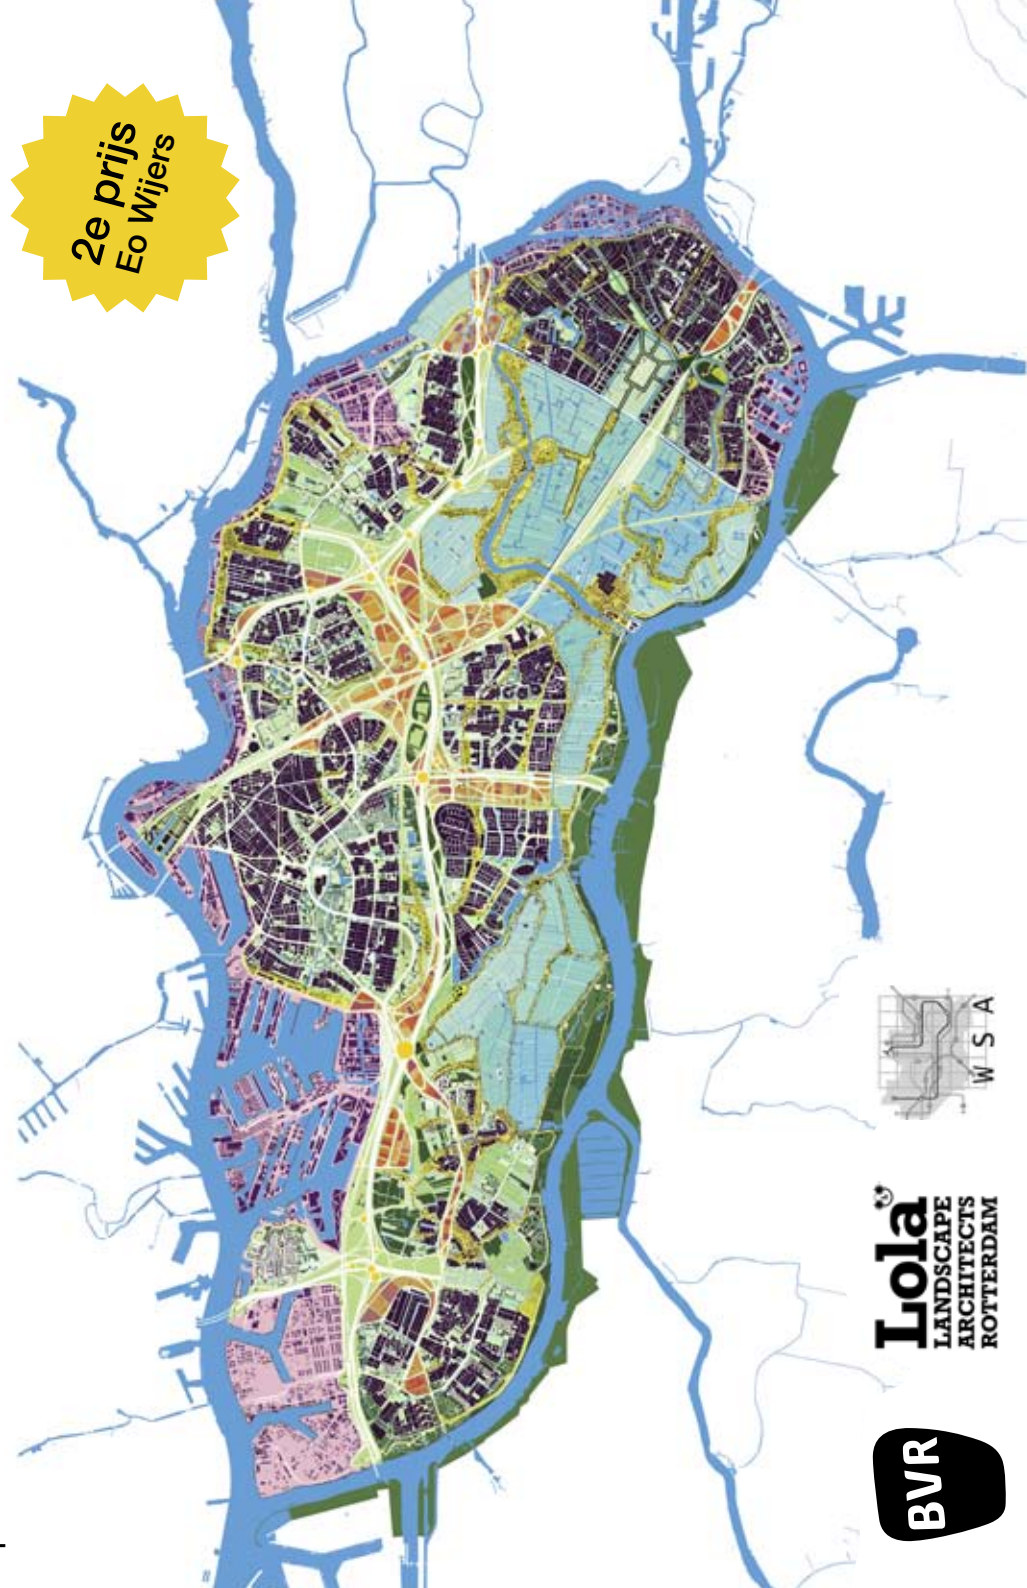 2e prijs
Eo Wijers
BVR
Lola
LANDSCAPE
ARCHITECTS
ROTTERDAM
W S A